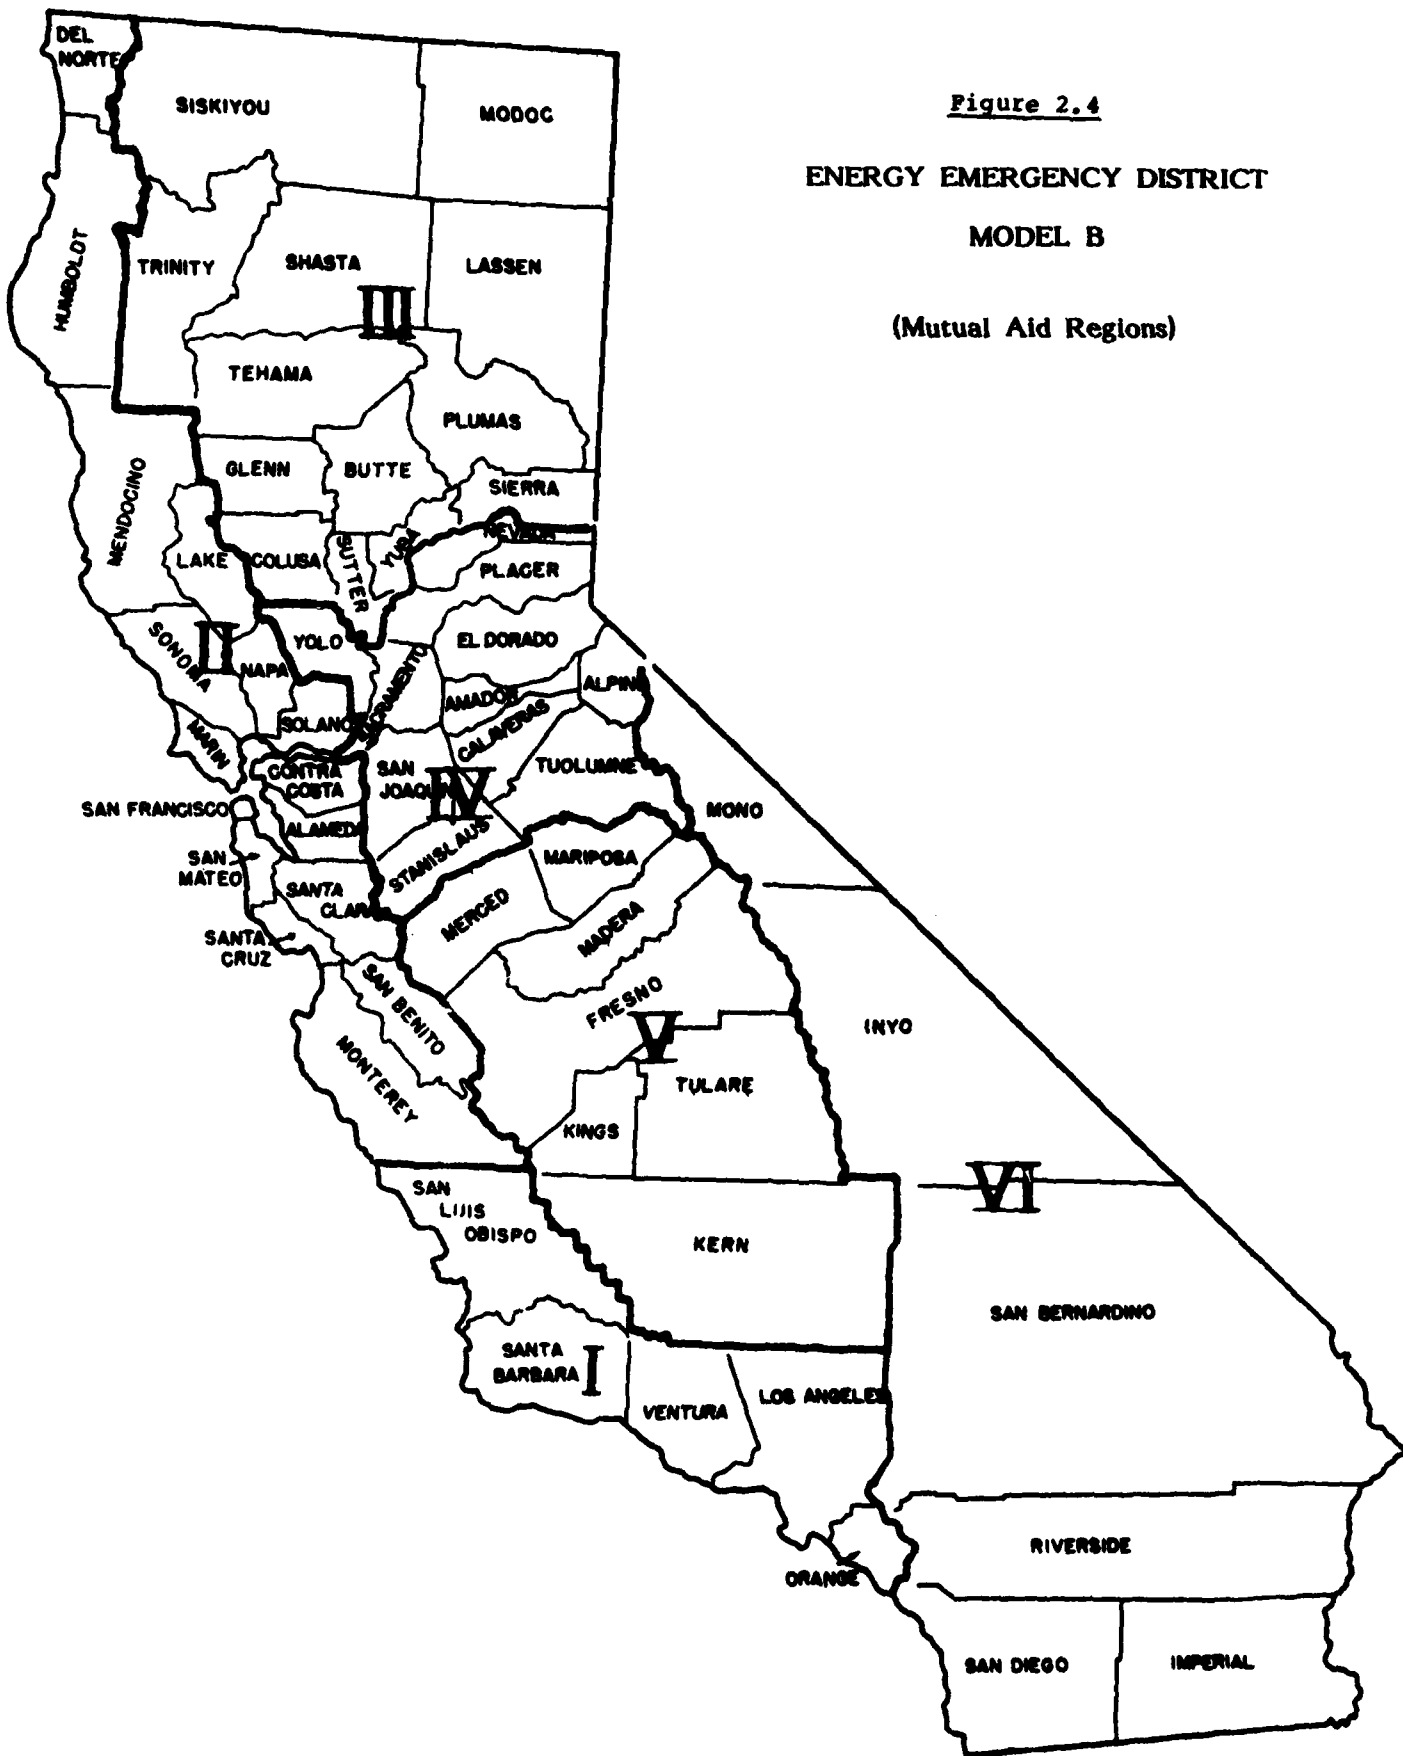 Figure 2.4
ENERGY EMERGENCY DISTRICT
MODEL B
(Mutual Aid Regions)
DEL
NORTE
SISKIYOU
MODOC
HUMBOLDT
TRINITY
SHASTA
LASSEN
III
TEHAMA
PLUMAS
MENDOCINO
GLENN
BUTTE
SIERRA
LAKE
COLUSA
SUTTER
YUBA
NEVADA
PLACER
SONOMA
II
NAPA
YOLO
EL DORADO
SACRAMENTO
AMADOR
ALPINE
SOLANO
CALAVERAS
MARIN
CONTRA
COSTA
SAN
JOAQUIN
IV
TUOLUMNE
MONO
SAN FRANCISCO
ALAMEDA
STANISLAUS
MARIPOSA
SAN
MATEO
SANTA
CLARA
MERCED
MADERA
SANTA
CRUZ
SAN BENITO
FRESNO
V
INYO
MONTEREY
KINGS
TULARE
VI
SAN
LUIS
OBISPO
KERN
SAN BERNARDINO
SANTA
BARBARA
I
VENTURA
LOS ANGELES
ORANGE
RIVERSIDE
SAN DIEGO
IMPERIAL